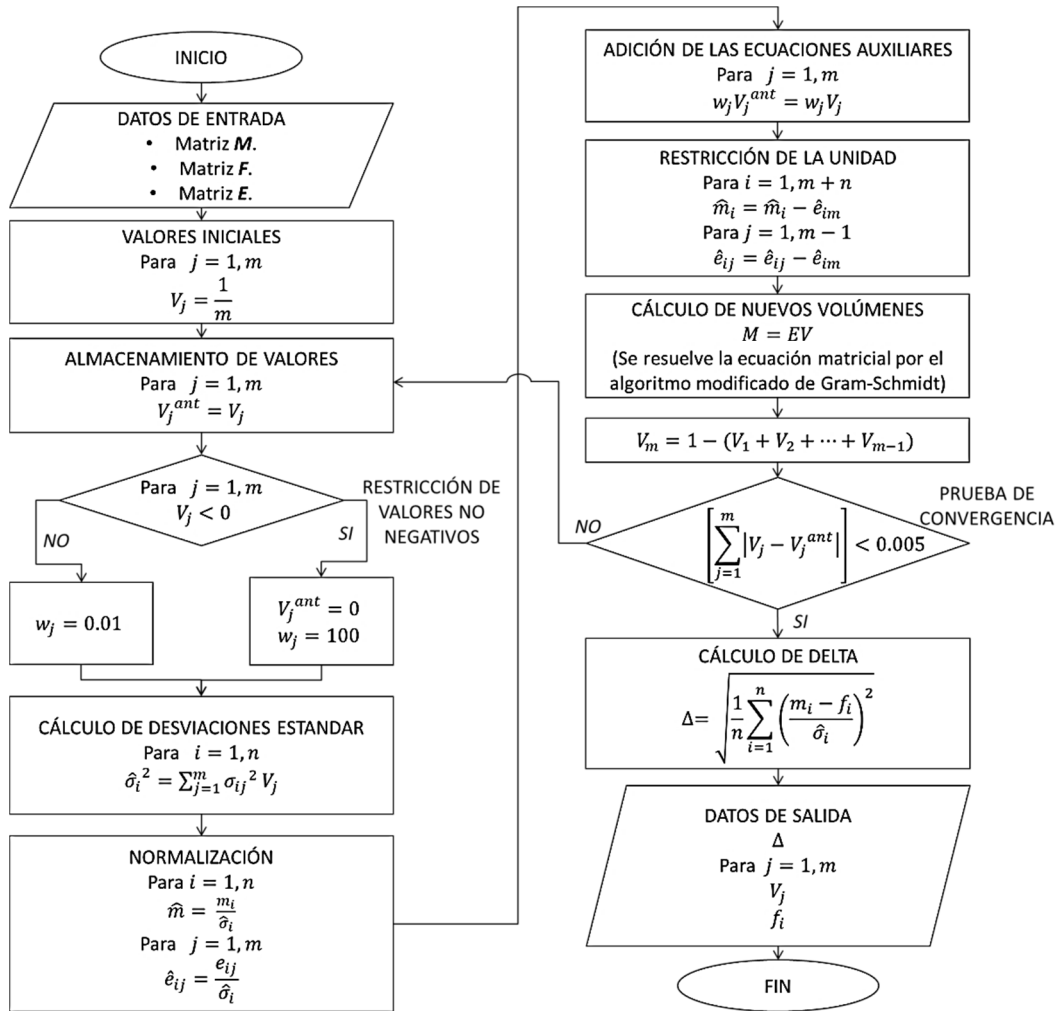 INICIO
DATOS DE ENTRADA
• Matriz M.
• Matriz F.
• Matriz E.
VALORES INICIALES
Para j = 1, m
V_j = 1/m
ALMACENAMIENTO DE VALORES
Para j = 1, m
V_j^ant = V_j
Para j = 1, m
V_j < 0
RESTRICCIÓN DE
VALORES NO
NEGATIVOS
NO
SI
w_j = 0.01
V_j^ant = 0
w_j = 100
CÁLCULO DE DESVIACIONES ESTANDAR
Para i = 1, n
σ̂_i² = ∑_{j=1}^{m} σ_ij² V_j
NORMALIZACIÓN
Para i = 1, n
m̂ = m_i/σ̂_i
Para j = 1, m
ê_ij = e_ij/σ̂_i
ADICIÓN DE LAS ECUACIONES AUXILIARES
Para j = 1, m
w_j V_j^ant = w_j V_j
RESTRICCIÓN DE LA UNIDAD
Para i = 1, m + n
m̂_i = m̂_i − ê_im
Para j = 1, m − 1
ê_ij = ê_ij − ê_im
CÁLCULO DE NUEVOS VOLÚMENES
M = EV
(Se resuelve la ecuación matricial por el
algoritmo modificado de Gram-Schmidt)
V_m = 1 − (V_1 + V_2 + ⋯ + V_{m−1})
PRUEBA DE
CONVERGENCIA
NO
[∑_{j=1}^{m} |V_j − V_j^ant|] < 0.005
SI
CÁLCULO DE DELTA
Δ= √(1/n ∑_{i=1}^{n} ((m_i − f_i)/σ̂_i)²)
DATOS DE SALIDA
Δ
Para j = 1, m
V_j
f_i
FIN